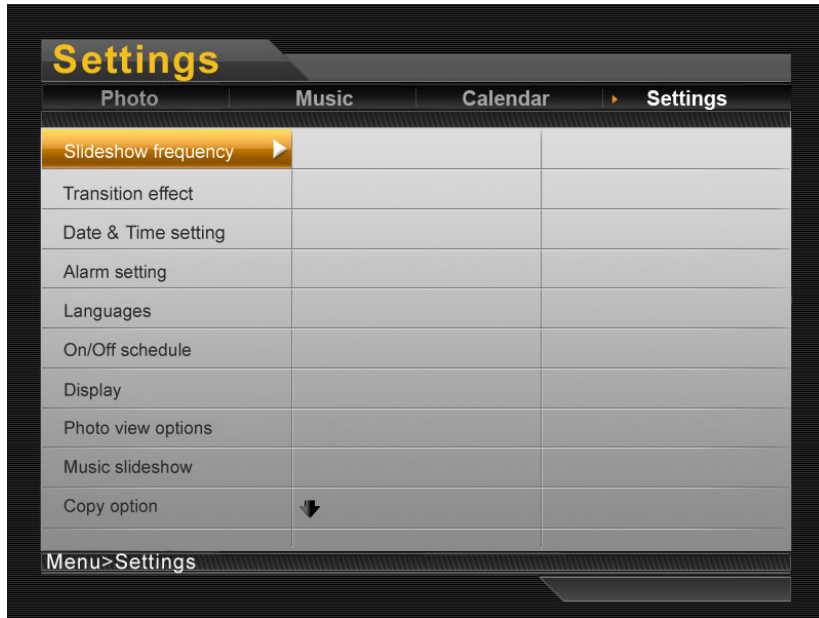 Settings
Photo Music Calendar Settings
Slideshow frequency
Transition effect
Date & Time setting
Alarm setting
Languages
On/Off schedule
Display
Photo view options
Music slideshow
Copy option
Menu>Settings